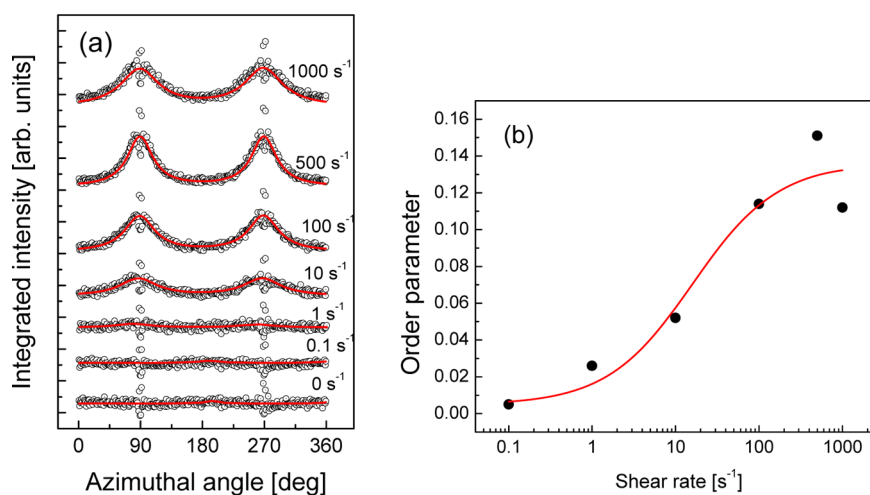 (a)
Integrated intensity [arb. units]
1000 s⁻¹
500 s⁻¹
100 s⁻¹
10 s⁻¹
1 s⁻¹
0.1 s⁻¹
0 s⁻¹
0 90 180 270 360
Azimuthal angle [deg]
(b)
Order parameter
0.16
0.14
0.12
0.10
0.08
0.06
0.04
0.02
0.00
0.1 1 10 100 1000
Shear rate [s⁻¹]